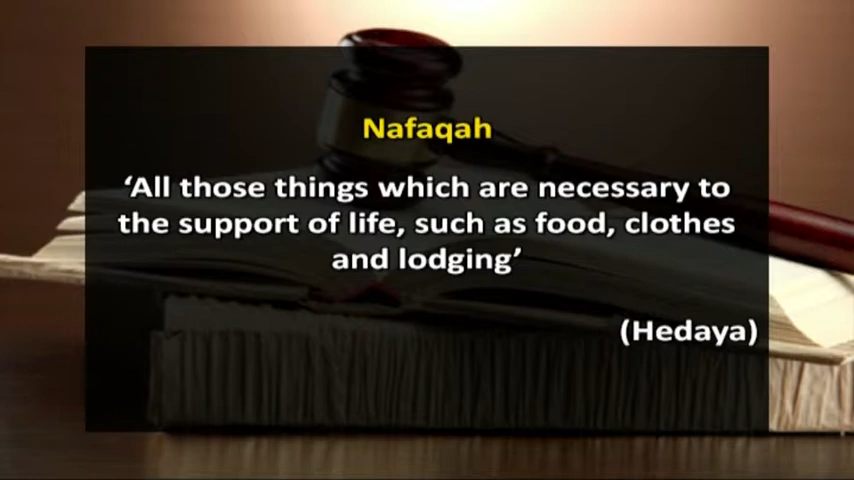 Nafaqah
‘All those things which are necessary to
the support of life, such as food, clothes
and lodging’
(Hedaya)